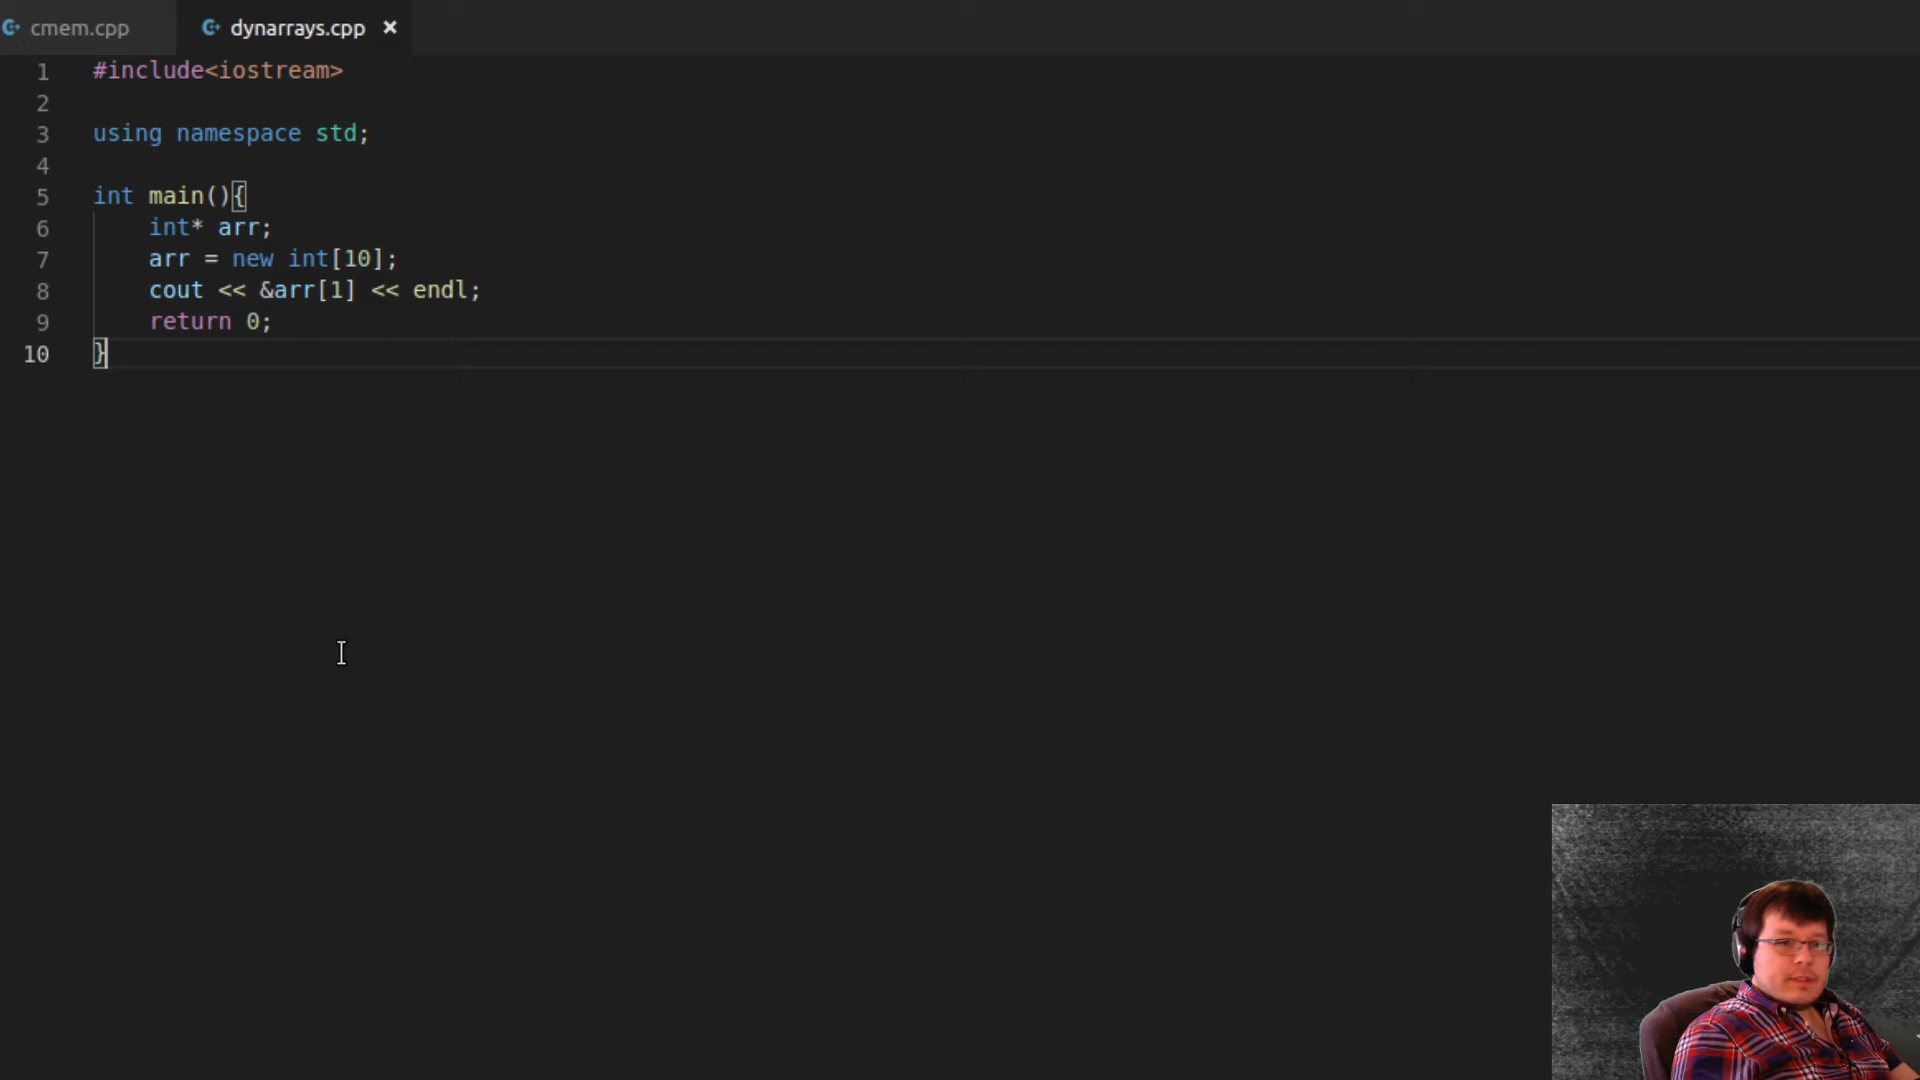 cmem.cpp dynarrays.cpp
1 #include<iostream>
2
3 using namespace std;
4
5 int main(){
6     int* arr;
7     arr = new int[10];
8     cout << &arr[1] << endl;
9     return 0;
10 }